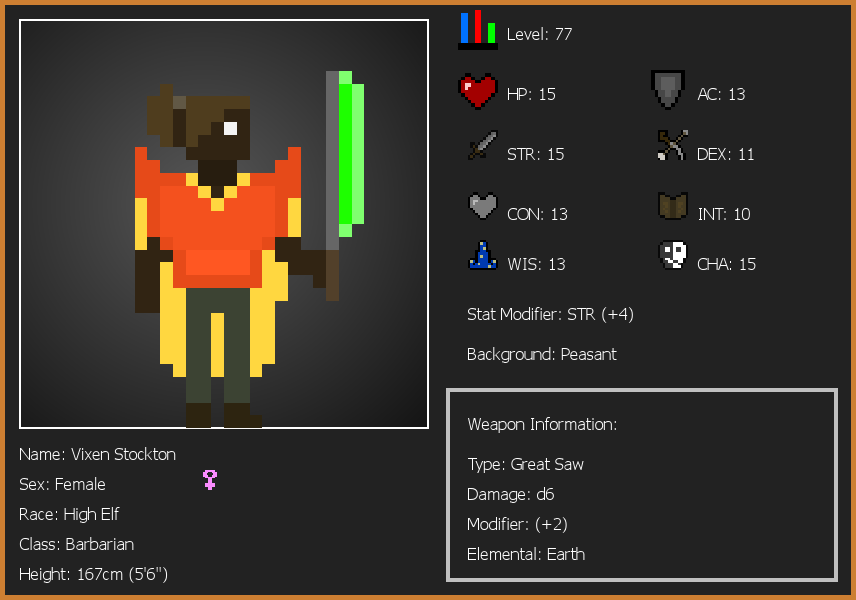 Level: 77
HP: 15
AC: 13
STR: 15
DEX: 11
CON: 13
INT: 10
WIS: 13
CHA: 15
Stat Modifier: STR (+4)
Background: Peasant
Weapon Information:
Type: Great Saw
Damage: d6
Modifier: (+2)
Elemental: Earth
Name: Vixen Stockton
Sex: Female
Race: High Elf
Class: Barbarian
Height: 167cm (5'6")